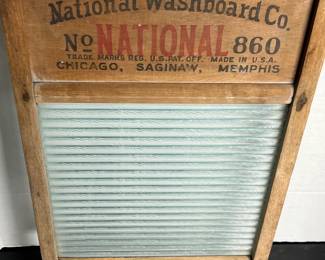 National Washboard Co.
No NATIONAL 860
TRADE MARKS REG. U.S. PAT. OFF. MADE IN U.S.A.
CHICAGO, SAGINAW, MEMPHIS